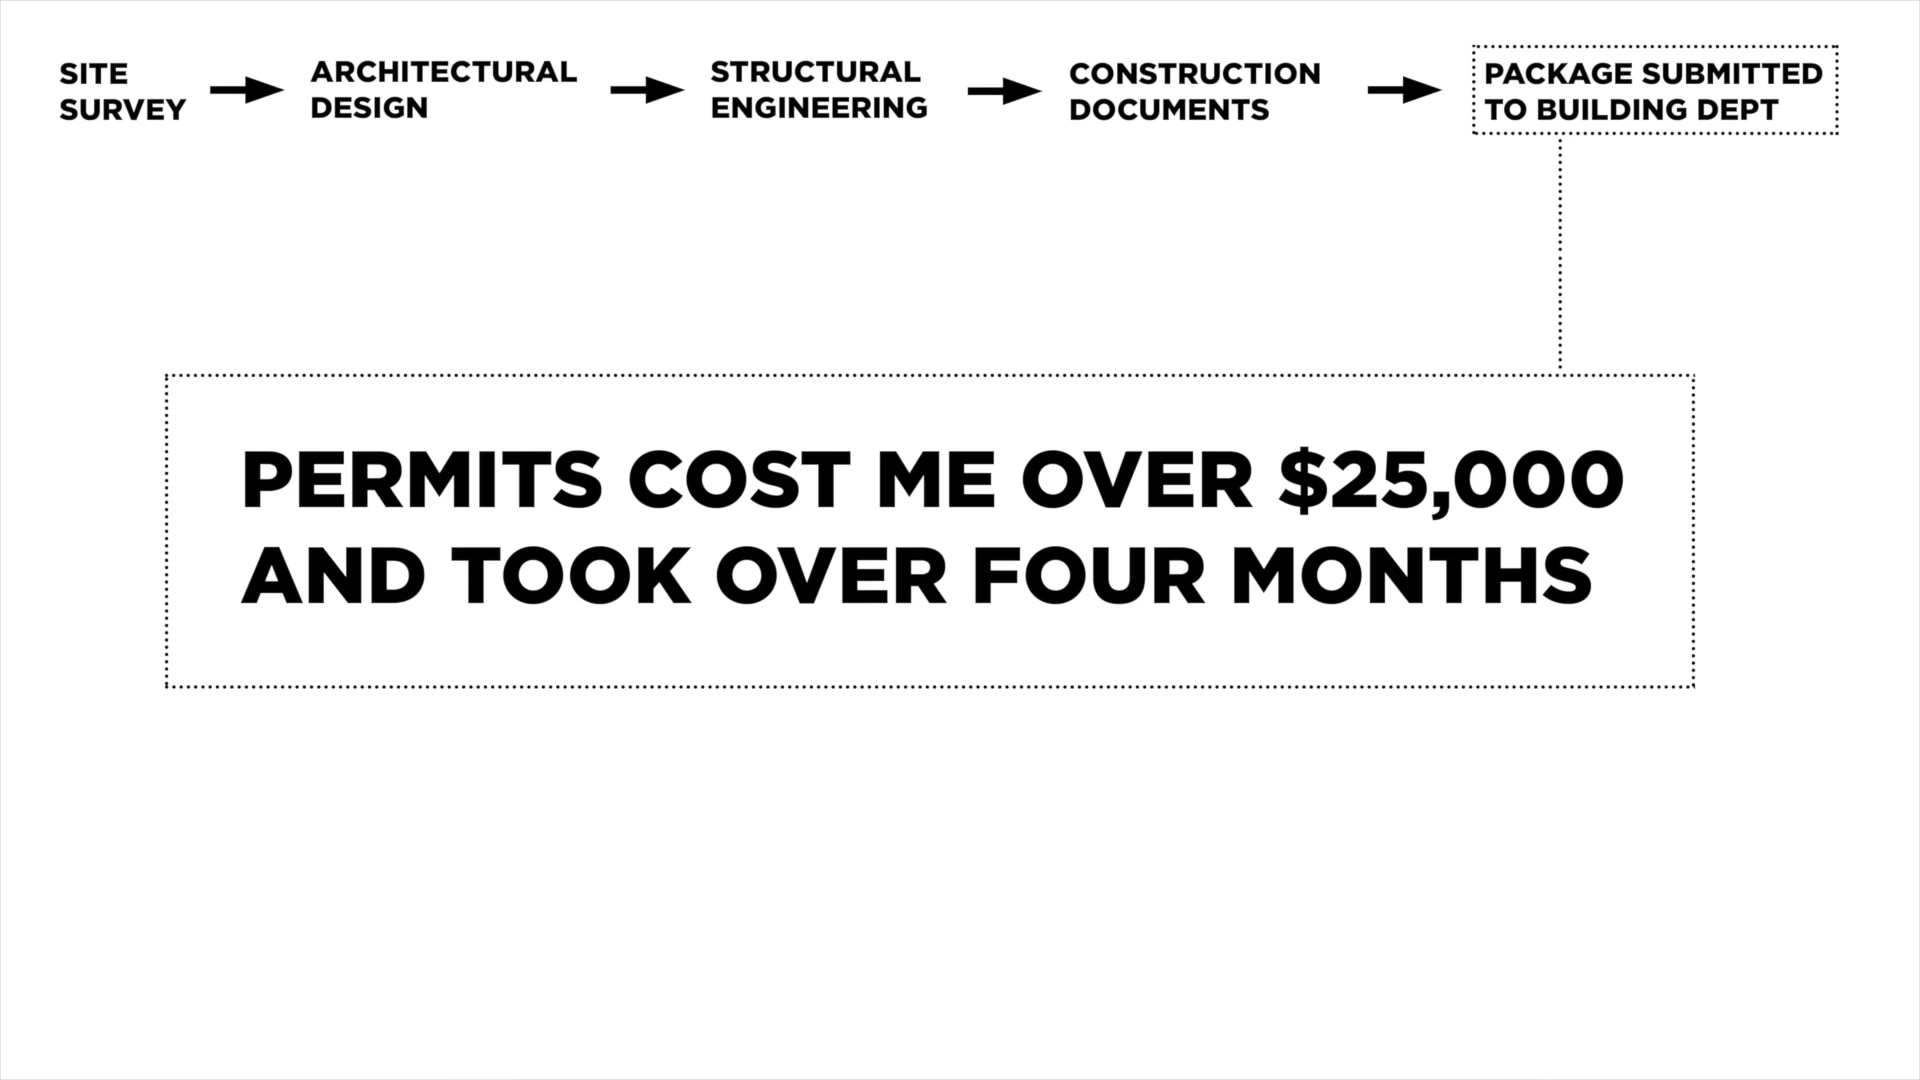 SITE
SURVEY
ARCHITECTURAL
DESIGN
STRUCTURAL
ENGINEERING
CONSTRUCTION
DOCUMENTS
PACKAGE SUBMITTED
TO BUILDING DEPT
PERMITS COST ME OVER $25,000
AND TOOK OVER FOUR MONTHS